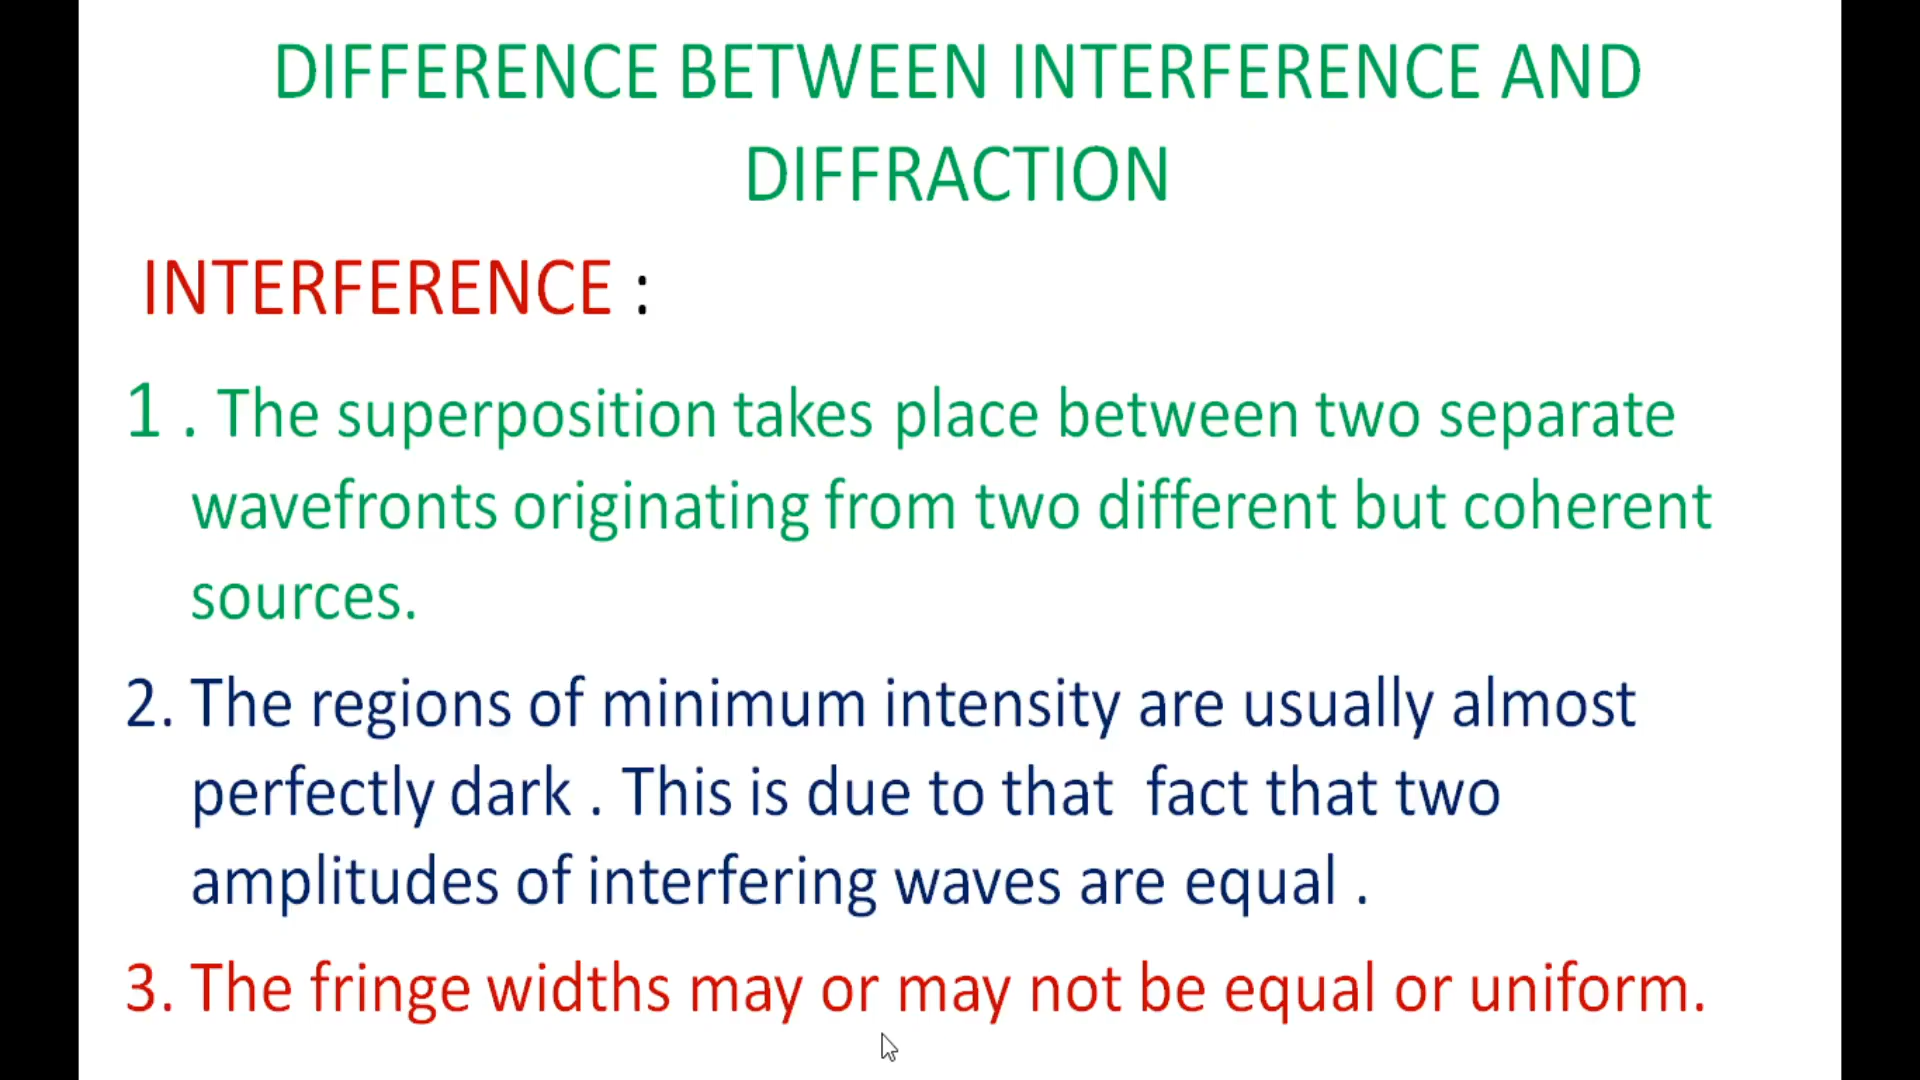 DIFFERENCE BETWEEN INTERFERENCE AND
DIFFRACTION
INTERFERENCE :
1 . The superposition takes place between two separate
wavefronts originating from two different but coherent
sources.
2. The regions of minimum intensity are usually almost
perfectly dark . This is due to that  fact that two
amplitudes of interfering waves are equal .
3. The fringe widths may or may not be equal or uniform.